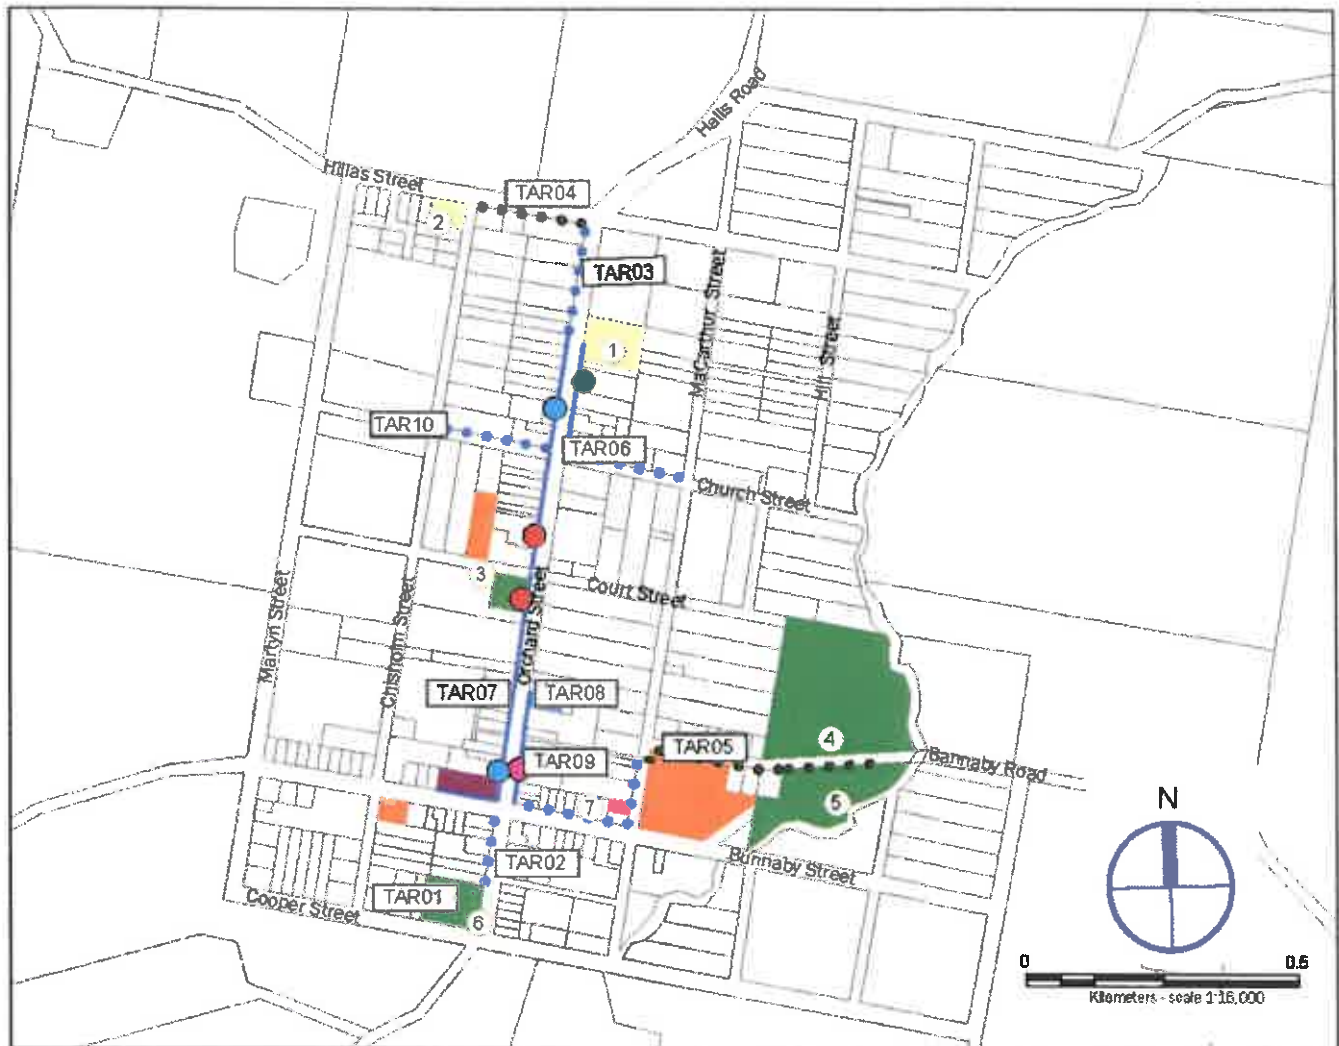 Halls Road
Hillas Street
TAR04
2
TAR03
MaCarthur Street
1
Hill Street
TAR10
TAR06
Church Street
3
Court Street
Orchard Street
Martyn Street
Chisholm Street
TAR07
TAR08
TAR05
4
Bannaby Road
TAR09
5
7
N
TAR02
Bunnaby Street
TAR01
Cooper Street
6
0
0.5
Kilometers - scale 1:16,000